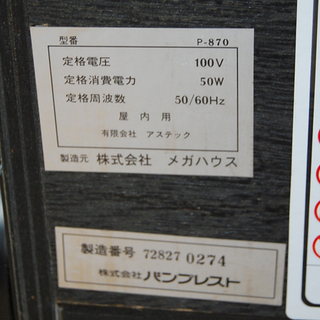 型番 P-870
定格電圧 100V
定格消費電力 50W
定格周波数 50/60Hz
屋内用
有限会社 アステック
製造元 株式会社 メガハウス
製造番号 72827 0274
株式会社 バンプレスト